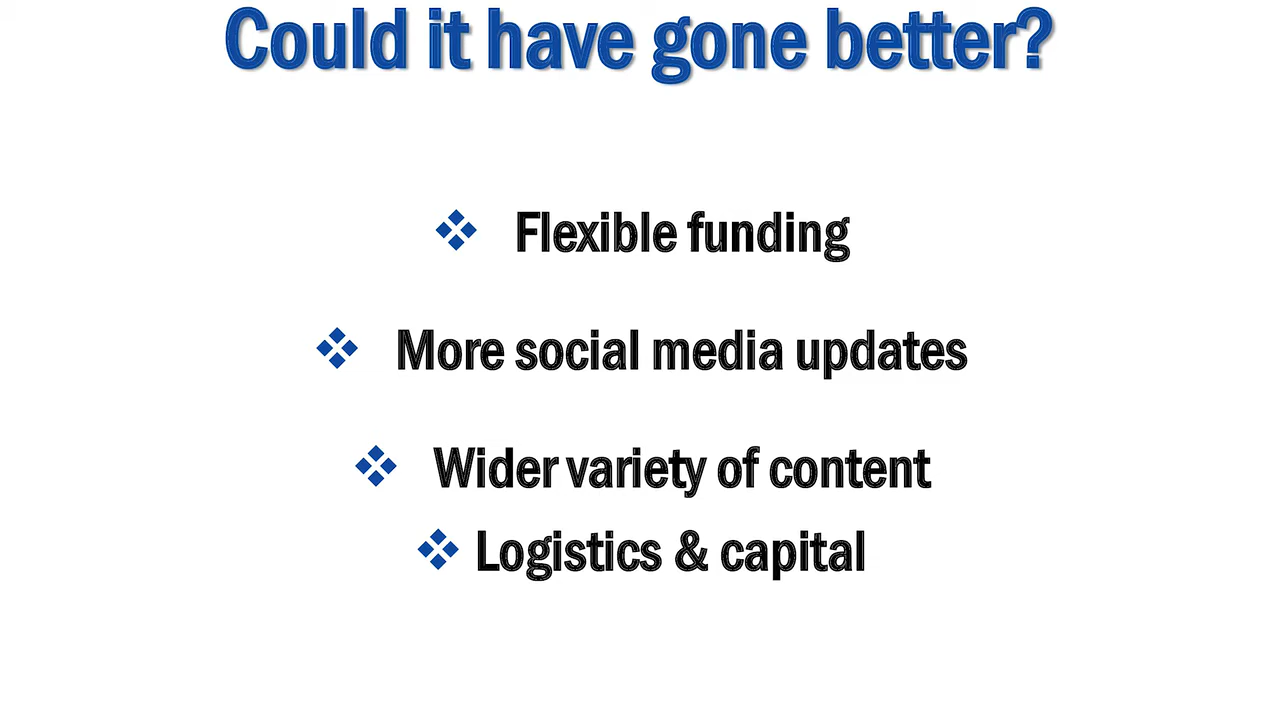 Could it have gone better?
❖ Flexible funding
❖ More social media updates
❖ Wider variety of content
❖ Logistics & capital